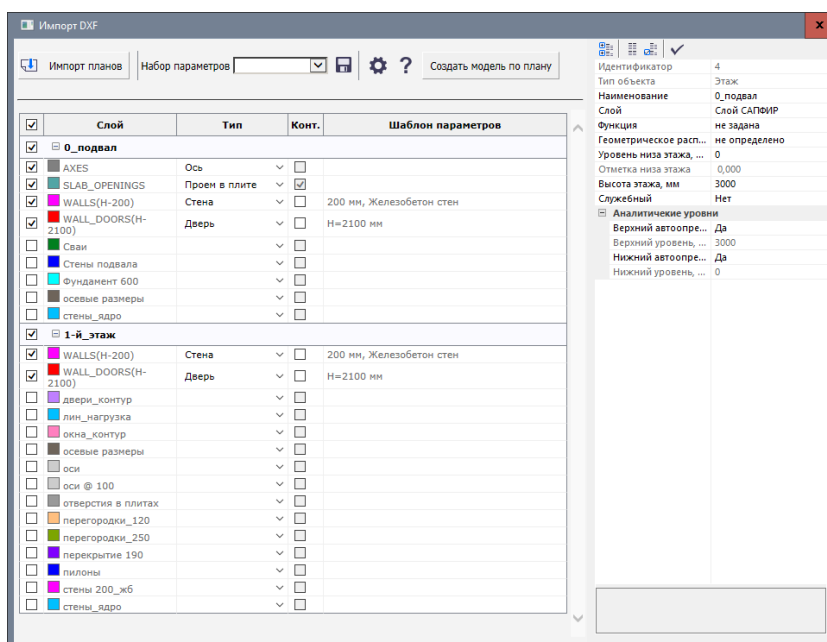 Импорт DXF
x
Импорт планов Набор параметров ? Создать модель по плану
Слой Тип Конт. Шаблон параметров
0_подвал
AXES Ось
SLAB_OPENINGS Проем в плите
WALLS(H-200) Стена 200 мм, Железобетон стен
WALL_DOORS(H-
2100) Дверь H=2100 мм
Сваи
Стены подвала
Фундамент 600
осевые размеры
стены_ядро
1-й_этаж
WALLS(H-200) Стена 200 мм, Железобетон стен
WALL_DOORS(H-
2100) Дверь H=2100 мм
двери_контур
лин_нагрузка
окна_контур
осевые размеры
оси
оси @ 100
отверстия в плитах
перегородки_120
перегородки_250
перекрытие 190
пилоны
стены 200_жб
стены_ядро
Идентификатор 4
Тип объекта Этаж
Наименование 0_подвал
Слой Слой САПФИР
Функция не задана
Геометрическое расп... не определено
Уровень низа этажа, ... 0
Отметка низа этажа 0,000
Высота этажа, мм 3000
Служебный Нет
Аналитичекие уровни
Верхний автоопре... Да
Верхний уровень, ... 3000
Нижний автоопре... Да
Нижний уровень, ... 0